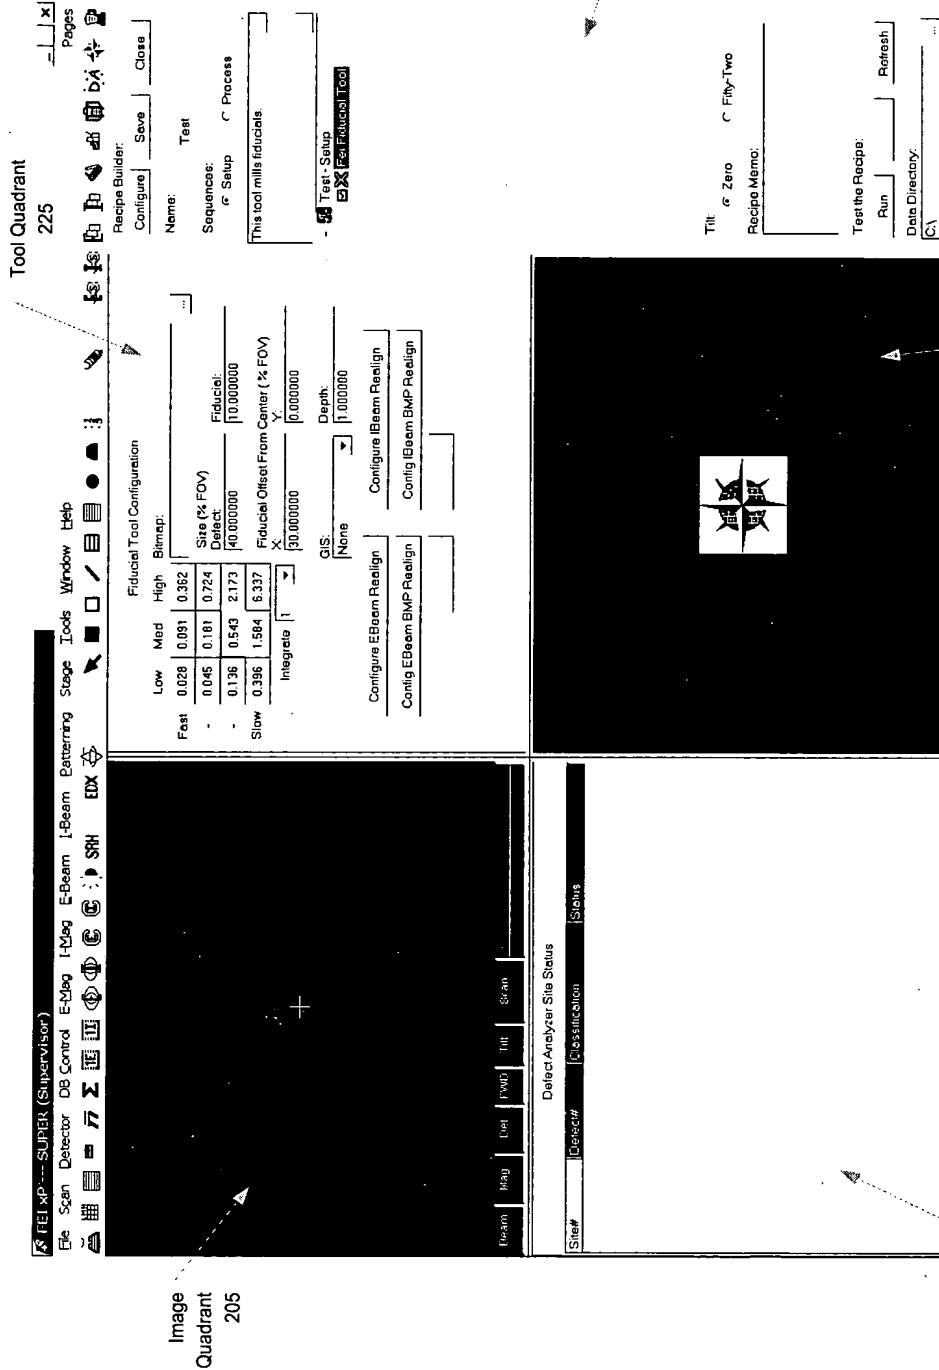 Tool Quadrant
225
FEI xP --- SUPER (Supervisor)
File Scan Detector DB Control E-Mag I-Mag E-Beam I-Beam Patterning Stage Tools Window Help
Pages
1E 1I SRH EDX
Image
Quadrant
205
Beam Mag Det FWD Tilt Scan
Fiducial Tool Configuration
Low Med High
Fast 0.028 0.091 0.362
- 0.045 0.181 0.724
- 0.136 0.543 2.173
Slow 0.396 1.584 6.337
Integrate 1
Bitmap:
...
Size (% FOV)
Defect: Fiducial:
40.000000 10.000000
Fiducial Offset From Center (% FOV)
X: Y:
30.000000 0.000000
GIS: Depth:
None 1.000000
Configure EBeam Realign Configure IBeam Realign
Config EBeam BMP Realign Config IBeam BMP Realign
Recipe Builder:
Configure Save Close
Name: Test
Sequences:
Setup Process
This tool mills fiducials.
- Test - Setup
Fei Fiducial Tool
Tilt:
Zero Fifty-Two
Recipe Memo:
Test the Recipe:
Run Refresh
Data Directory:
C:\ ...
Defect Analyzer Site Status
Site# Defect# Classification Status